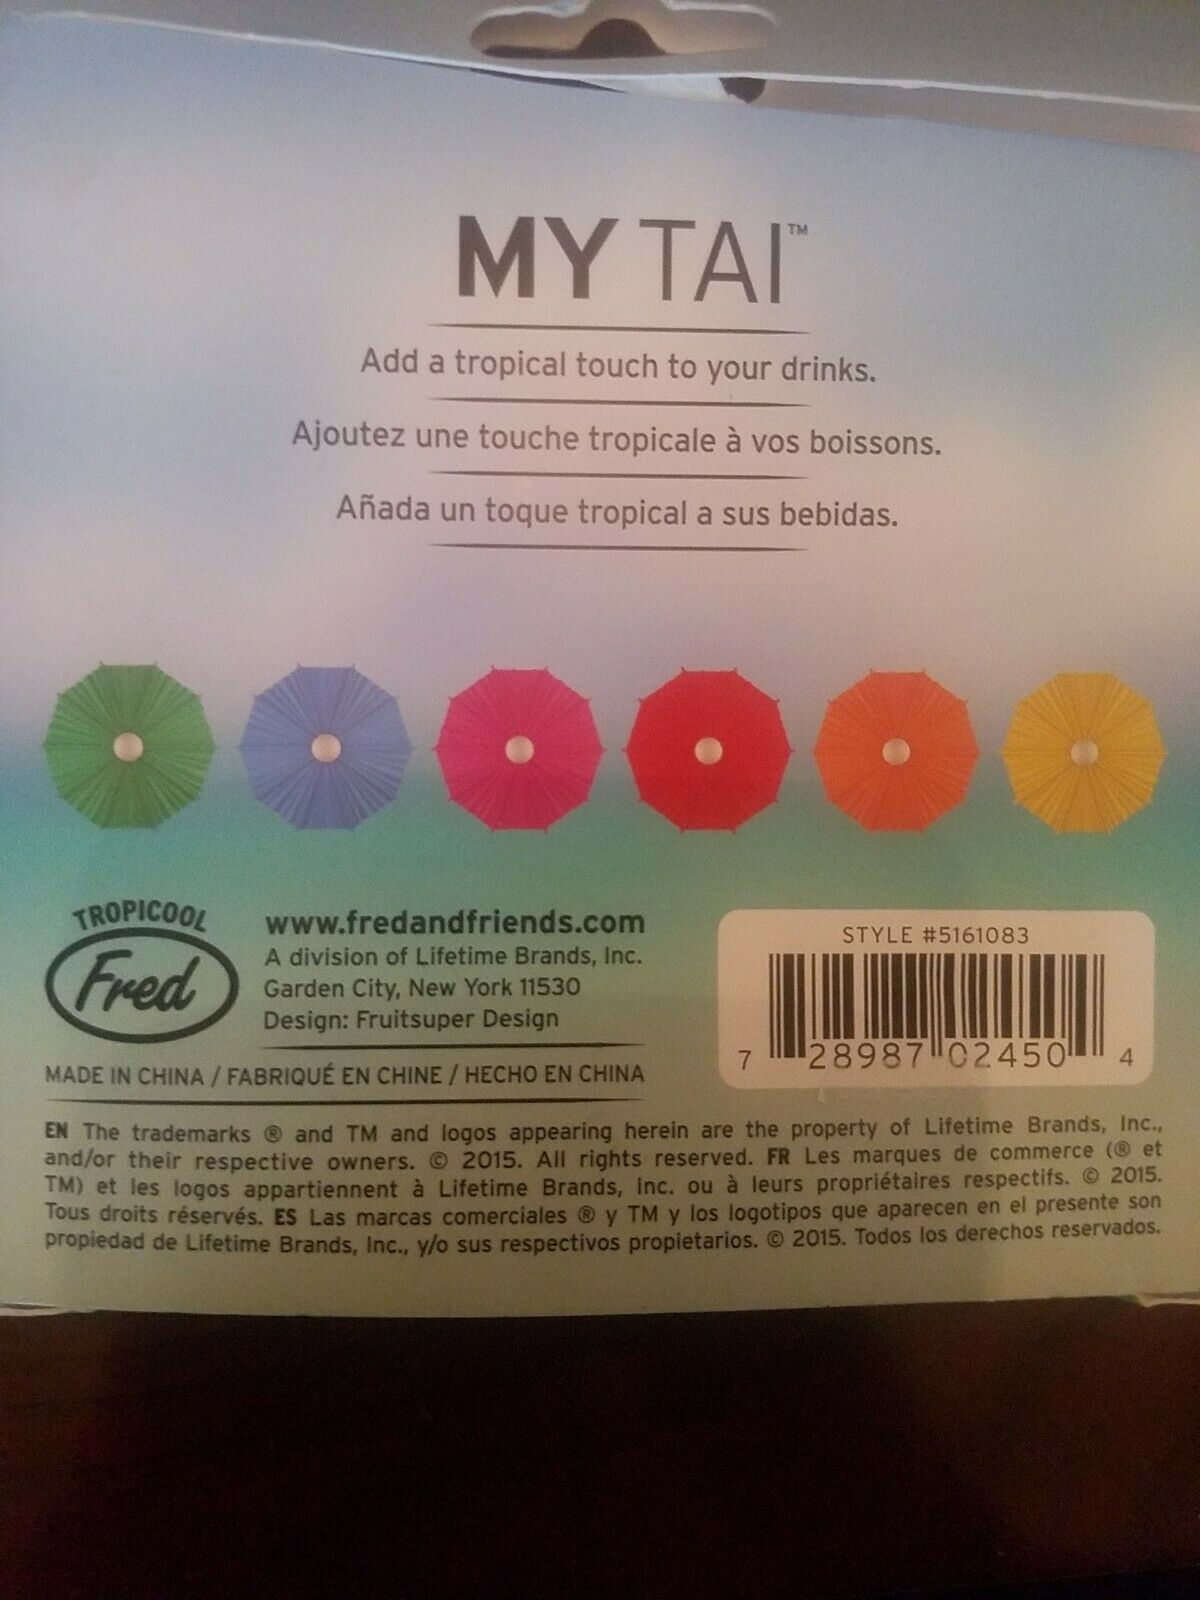 MY TAI™
Add a tropical touch to your drinks.
Ajoutez une touche tropicale à vos boissons.
Añada un toque tropical a sus bebidas.
TROPICOOL
Fred
www.fredandfriends.com
A division of Lifetime Brands, Inc.
Garden City, New York 11530
Design: Fruitsuper Design
MADE IN CHINA / FABRIQUÉ EN CHINE / HECHO EN CHINA
STYLE #5161083
7 28987 02450 4
EN The trademarks ® and TM and logos appearing herein are the property of Lifetime Brands, Inc.,
and/or their respective owners. © 2015. All rights reserved. FR Les marques de commerce (® et
TM) et les logos appartiennent à Lifetime Brands, Inc. ou à leurs propriétaires respectifs. © 2015.
Tous droits réservés. ES Las marcas comerciales ® y TM y los logotipos que aparecen en el presente son
propiedad de Lifetime Brands, Inc., y/o sus respectivos propietarios. © 2015. Todos los derechos reservados.